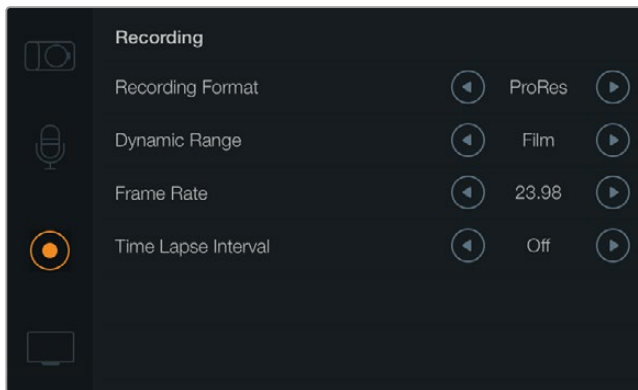 Recording
Recording Format ProRes
Dynamic Range Film
Frame Rate 23.98
Time Lapse Interval Off